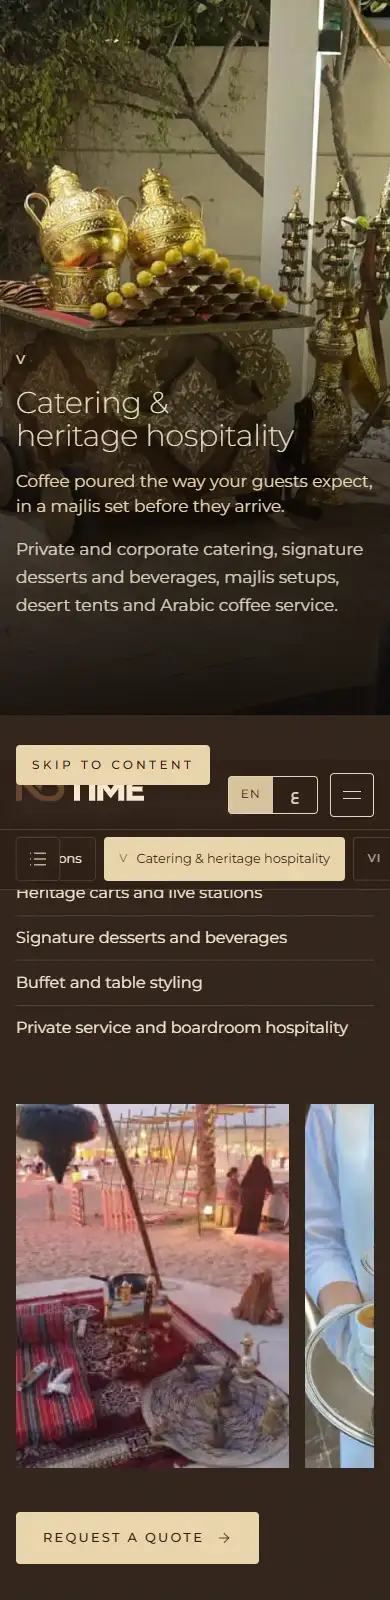 V
Catering &
heritage hospitality
Coffee poured the way your guests expect,
in a majlis set before they arrive.
Private and corporate catering, signature
desserts and beverages, majlis setups,
desert tents and Arabic coffee service.
SKIP TO CONTENT
TIME
EN ع
ons
V Catering & heritage hospitality
VI
Heritage carts and live stations
Signature desserts and beverages
Buffet and table styling
Private service and boardroom hospitality
REQUEST A QUOTE →